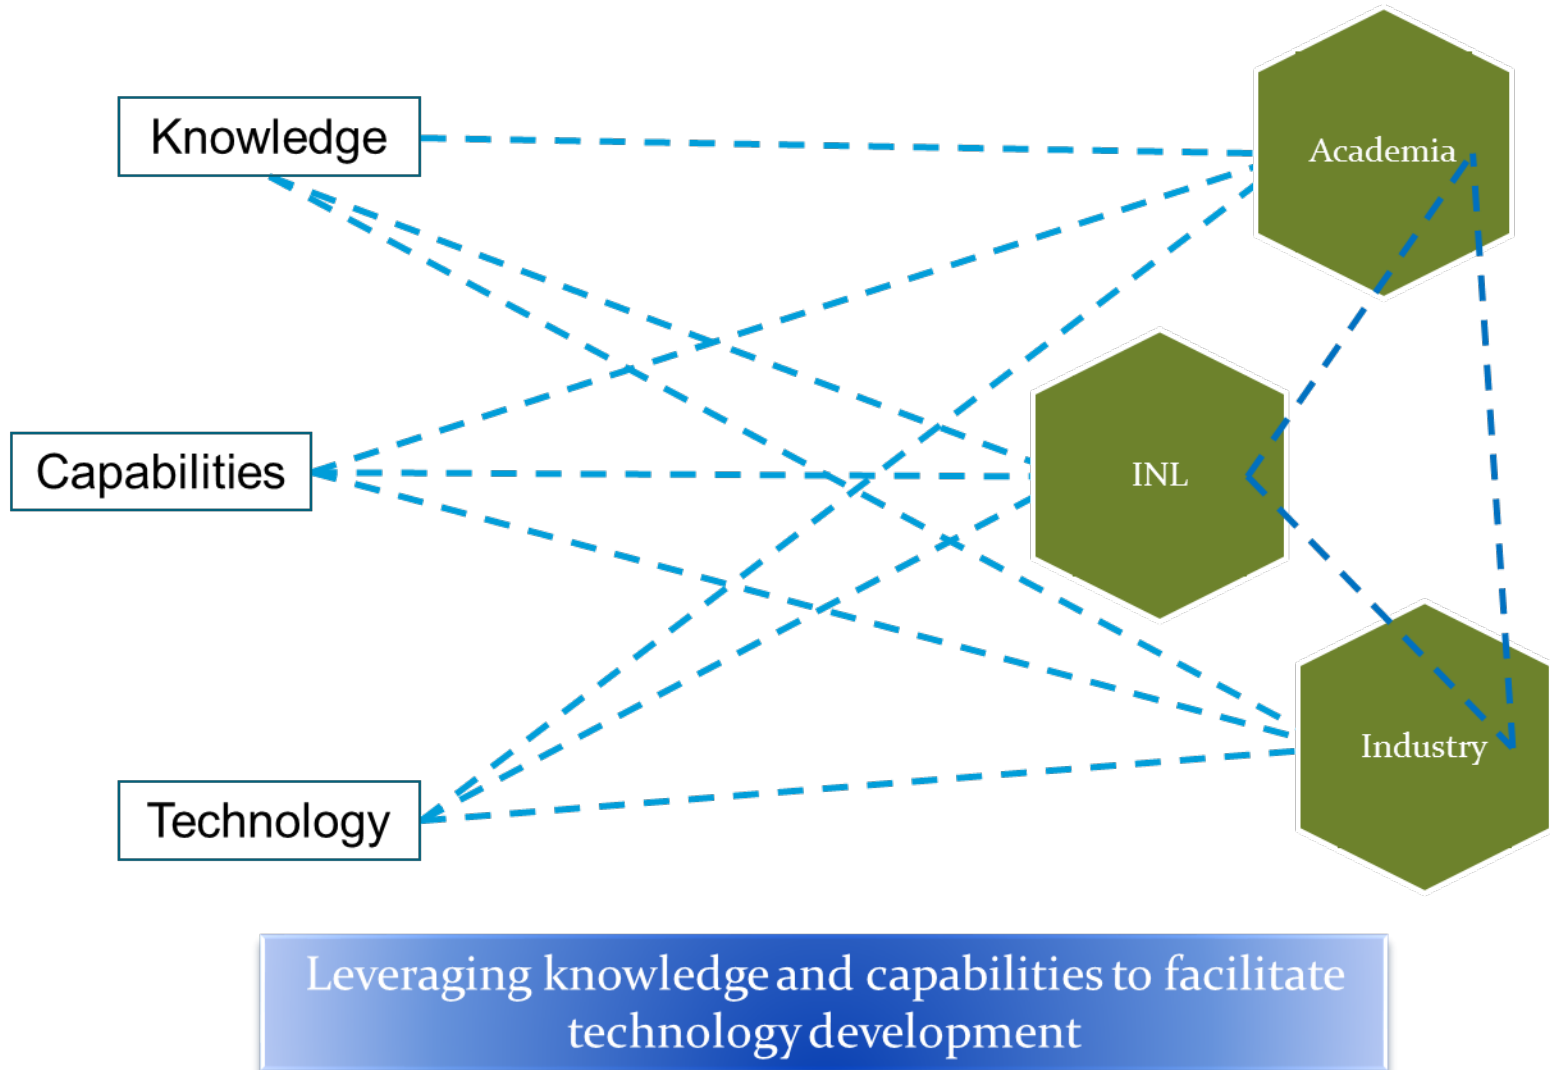 Knowledge
Academia
Capabilities
INL
Industry
Technology
Leveraging knowledge and capabilities to facilitate
technology development